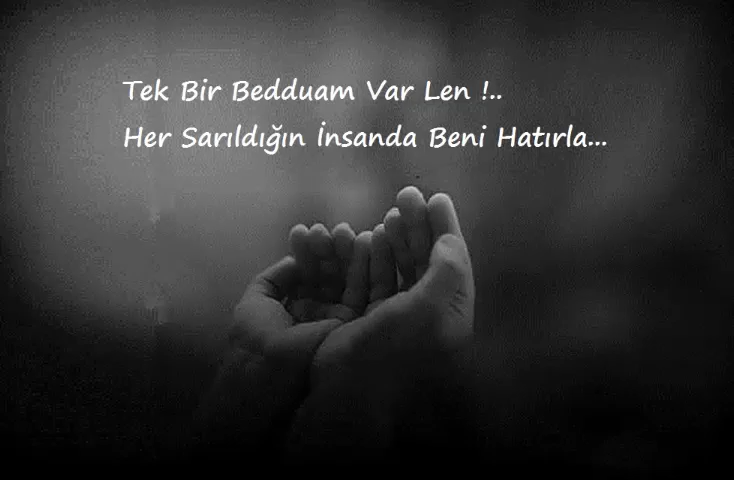 Tek Bir Bedduam Var Len !..
Her Sarıldığın İnsanda Beni Hatırla...